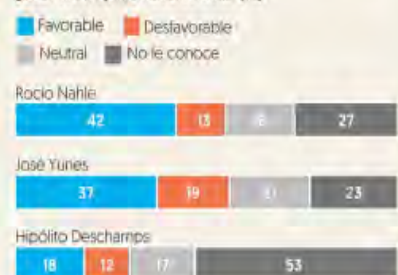 Favorable Desfavorable
Neutral No le conoce
Rocío Nahle
42 13 27
José Yunes
37 19 23
Hipólito Deschamps
18 12 17 53